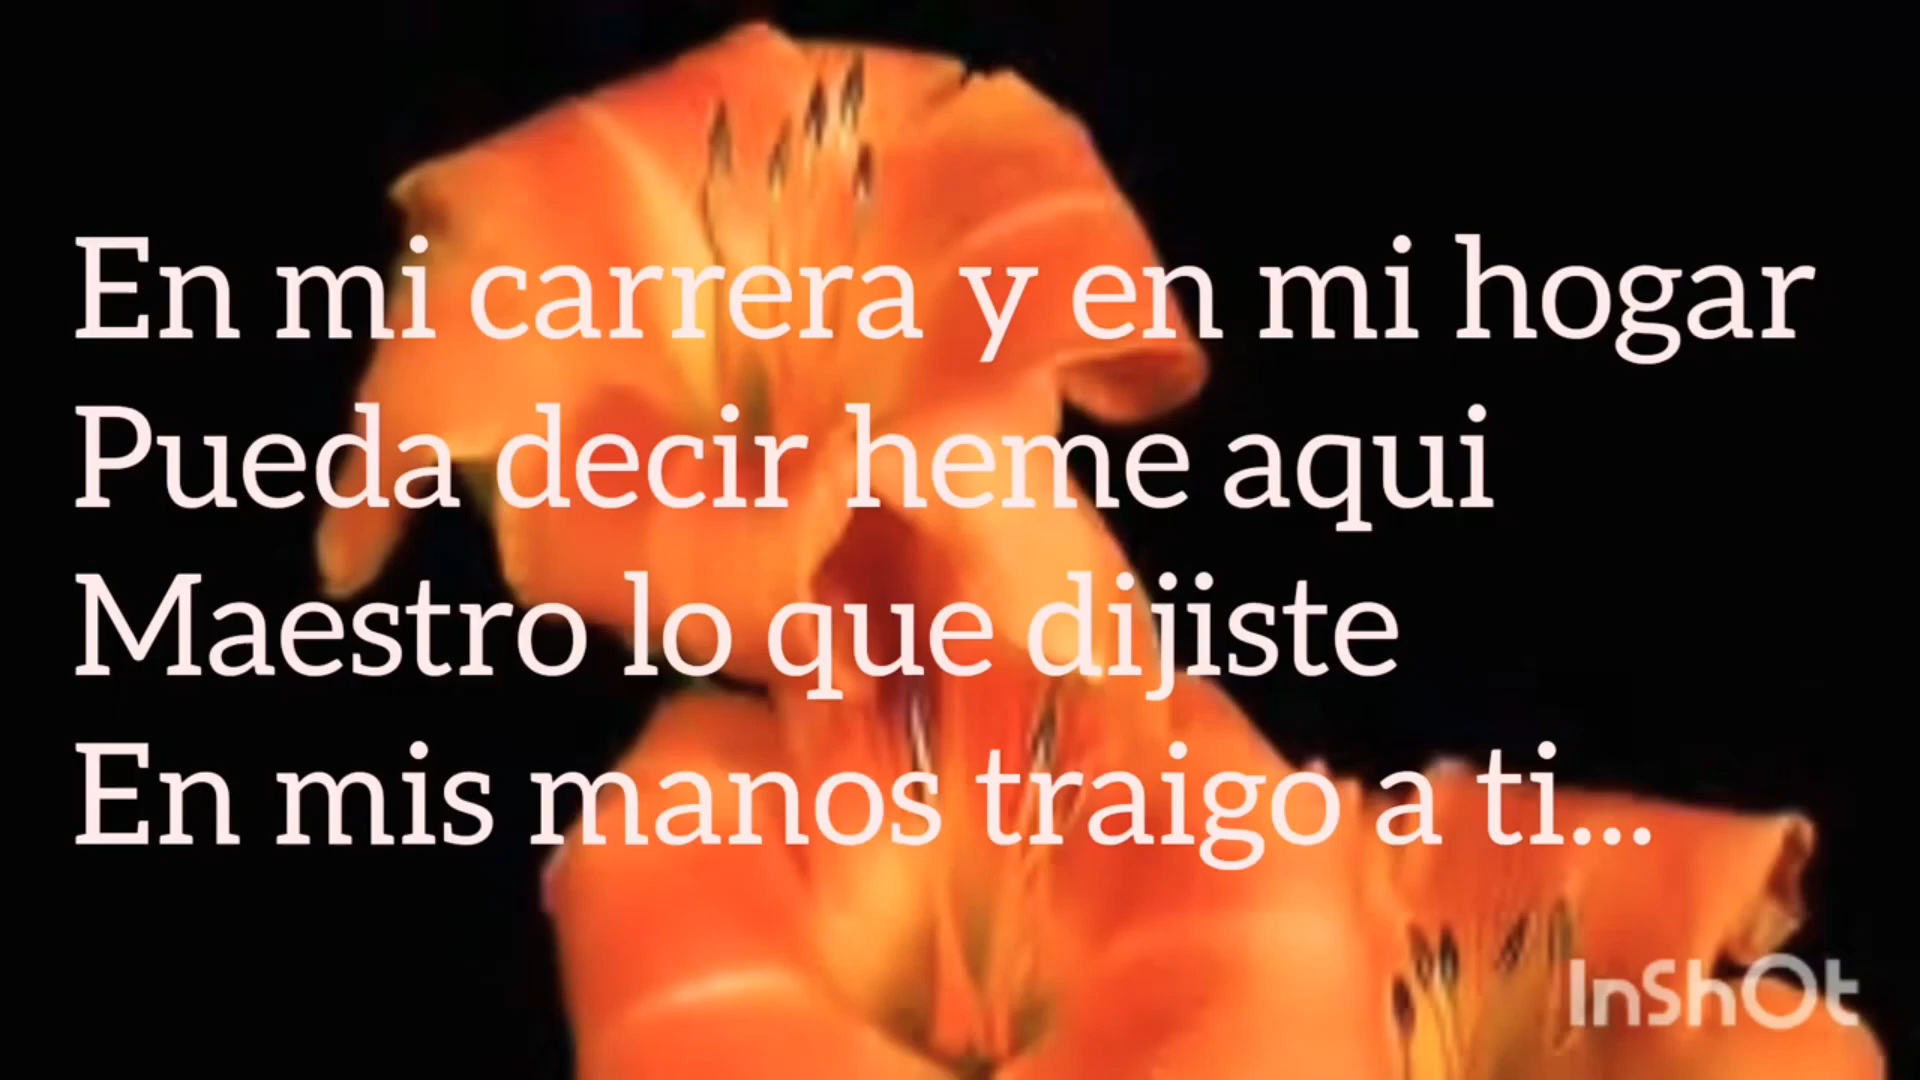 En mi carrera y en mi hogar
Pueda decir heme aqui
Maestro lo que dijiste
En mis manos traigo a ti...
InShOt